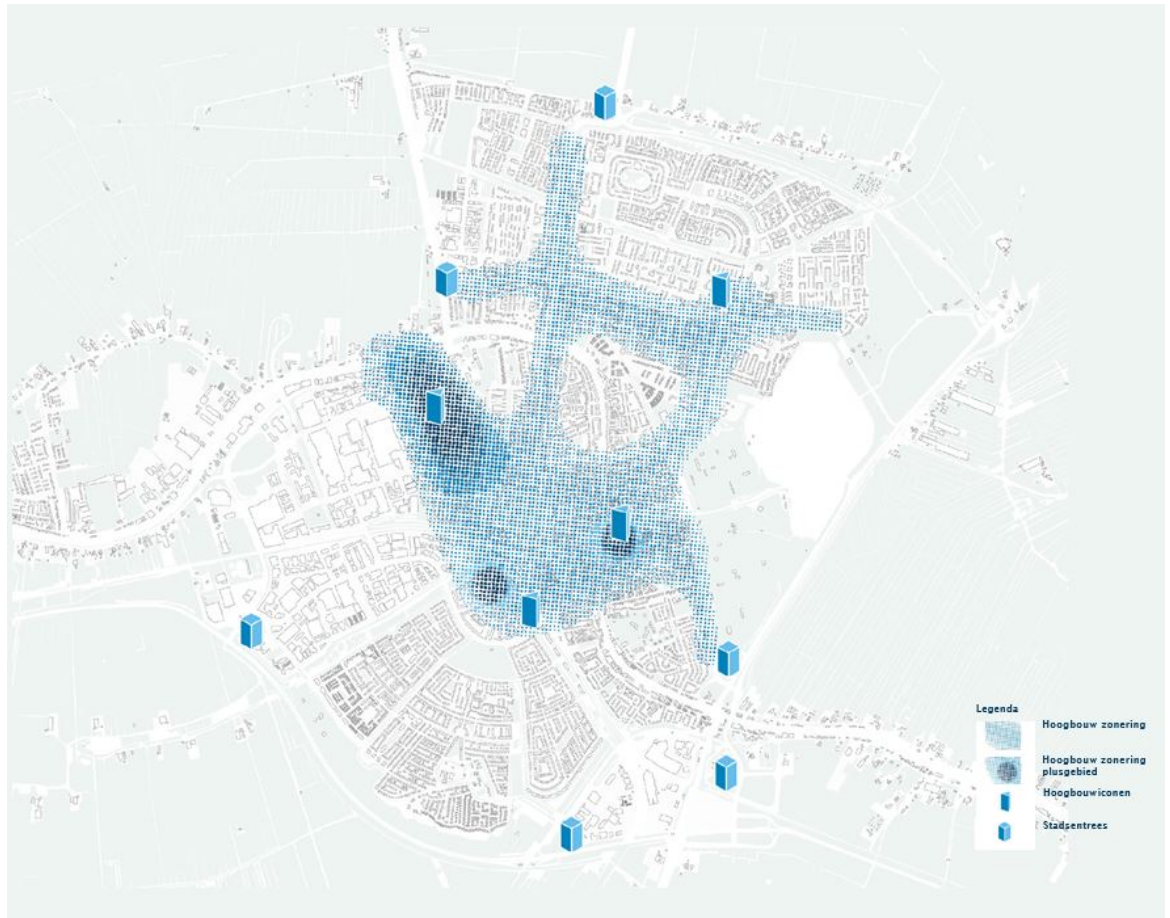 Legenda
Hoogbouw zonering
Hoogbouw zonering
plusgebied
Hoogbouwiconen
Stadsentrees